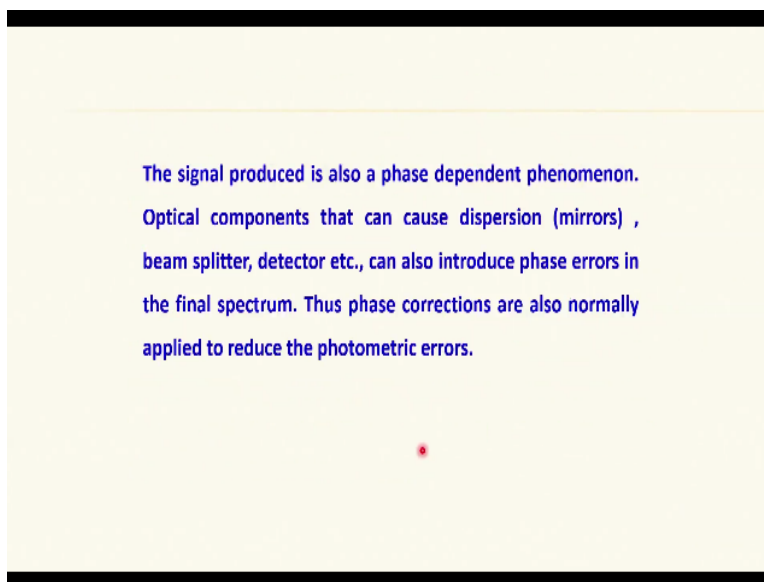 The signal produced is also a phase dependent phenomenon.
Optical components that can cause dispersion (mirrors) ,
beam splitter, detector etc., can also introduce phase errors in
the final spectrum. Thus phase corrections are also normally
applied to reduce the photometric errors.